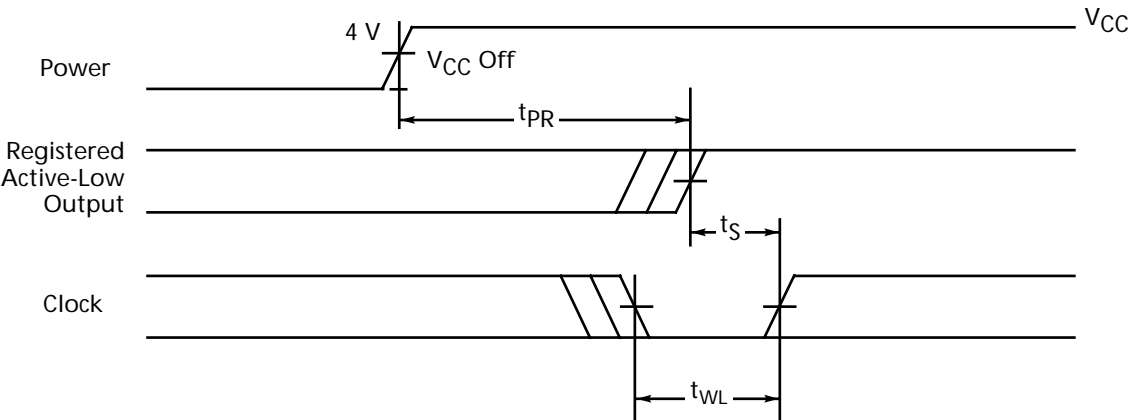 4 V
VCC
Power
VCC Off
tPR
Registered
Active-Low
Output
tS
Clock
tWL